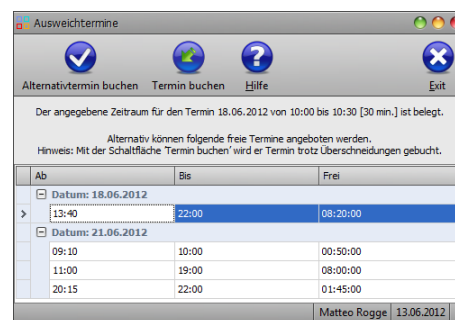 Ausweichtermine
Alternativtermin buchen Termin buchen Hilfe Exit
Der angegebene Zeitraum für den Termin 18.06.2012 von 10:00 bis 10:30 [30 min.] ist belegt.
Alternativ können folgende freie Termine angeboten werden.
Hinweis: Mit der Schaltfläche 'Termin buchen' wird er Termin trotz Überschneidungen gebucht.
Ab Bis Frei
Datum: 18.06.2012
13:40 22:00 08:20:00
Datum: 21.06.2012
09:10 10:00 00:50:00
11:00 19:00 08:00:00
20:15 22:00 01:45:00
Matteo Rogge 13.06.2012